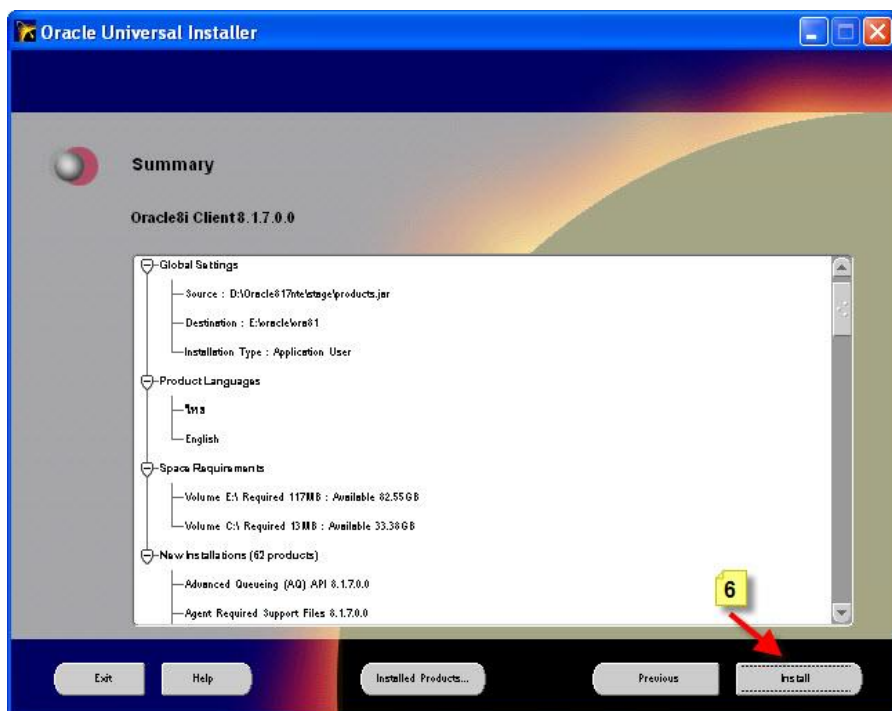 Oracle Universal Installer
Summary
Oracle8i Client 8.1.7.0.0
Global Settings
Source : D:\Oracle817nte\stage\products.jar
Destination : E:\oracle\ora81
Installation Type : Application User
Product Languages
ไทย
English
Space Requirements
Volume E:\ Required 117MB : Available 82.55GB
Volume C:\ Required 13MB : Available 33.38GB
New Installations (62 products)
Advanced Queueing (AQ) API 8.1.7.0.0
Agent Required Support Files 8.1.7.0.0
6
Exit Help Installed Products... Previous Install